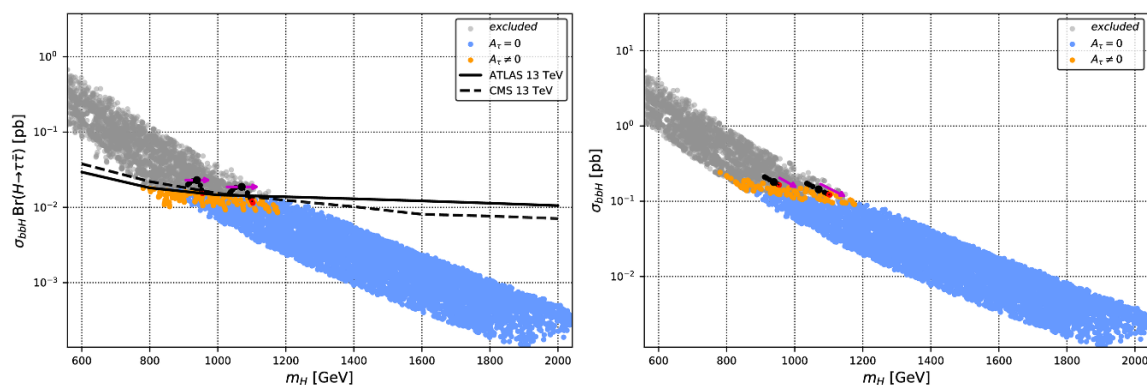 excluded
A_τ = 0
A_τ ≠ 0
ATLAS 13 TeV
CMS 13 TeV
10^0
10^−1
10^−2
10^−3
σ_bbH Br(H→ττ̄) [pb]
600 800 1000 1200 1400 1600 1800 2000
m_H [GeV]
excluded
A_τ = 0
A_τ ≠ 0
10^1
10^0
10^−1
10^−2
σ_bbH [pb]
600 800 1000 1200 1400 1600 1800 2000
m_H [GeV]